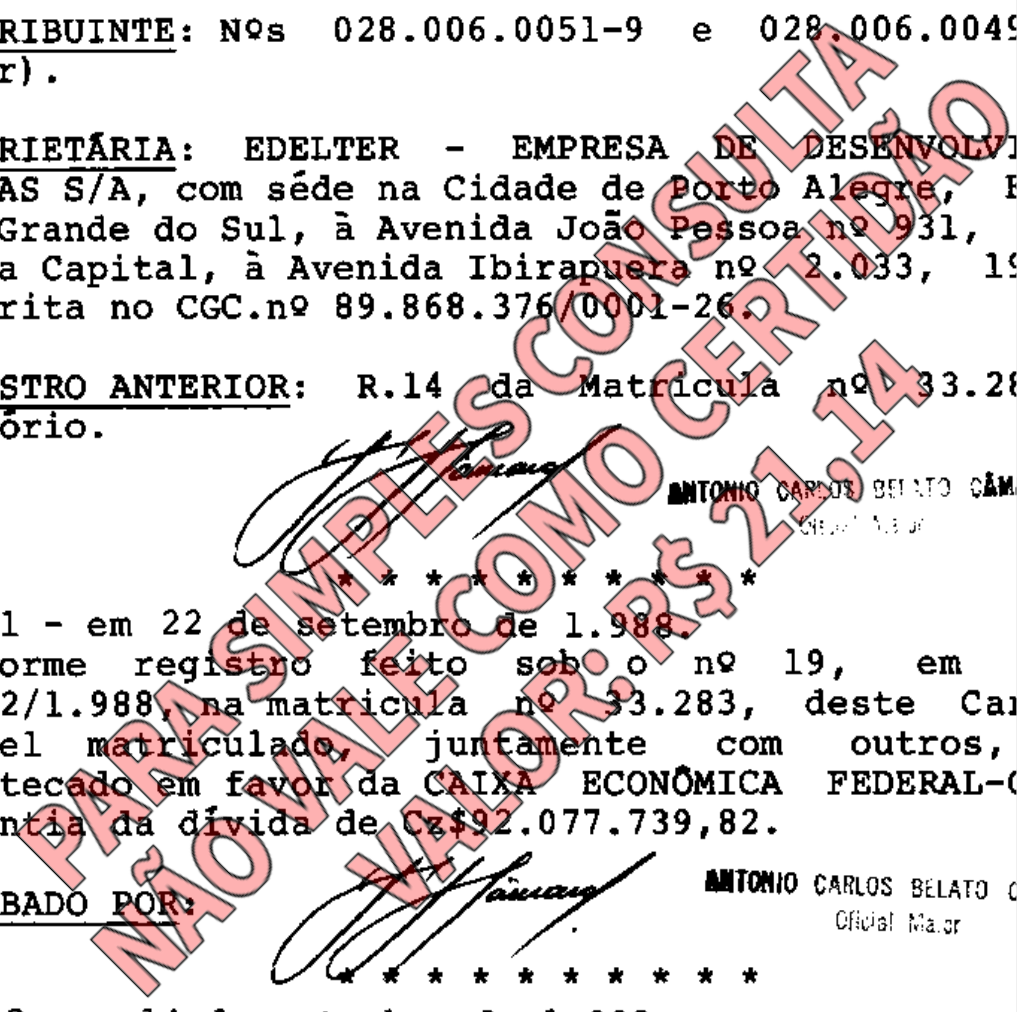 RIBUINTE: Nºs 028.006.0051-9 e 028.006.0049
r).
RIETÁRIA: EDELTER - EMPRESA DE DESENVOLVI
AS S/A, com séde na Cidade de Porto Alegre, E
Grande do Sul, à Avenida João Pessoa nº 931,
a Capital, à Avenida Ibirapuera nº 2.033, 19
rita no CGC.nº 89.868.376/0001-26.
STRO ANTERIOR: R.14 da Matrícula nº 33.28
ório.
ANTONIO CARLOS BELATO CÂMA
Oficial Maior
* * * * * * * * * *
1 - em 22 de setembro de 1.988.
orme registro feito sob o nº 19, em
2/1.988, na matricula nº 33.283, deste Car
el matriculado, juntamente com outros,
tecado em favor da CAIXA ECONÔMICA FEDERAL-C
ntia da dívida de Cz$92.077.739,82.
BADO POR:
ANTONIO CARLOS BELATO C
Oficial Maior
* * * * * * * * * *
PARA SIMPLES CONSULTA
NÃO VALE COMO CERTIDÃO
VALOR: R$ 21,14